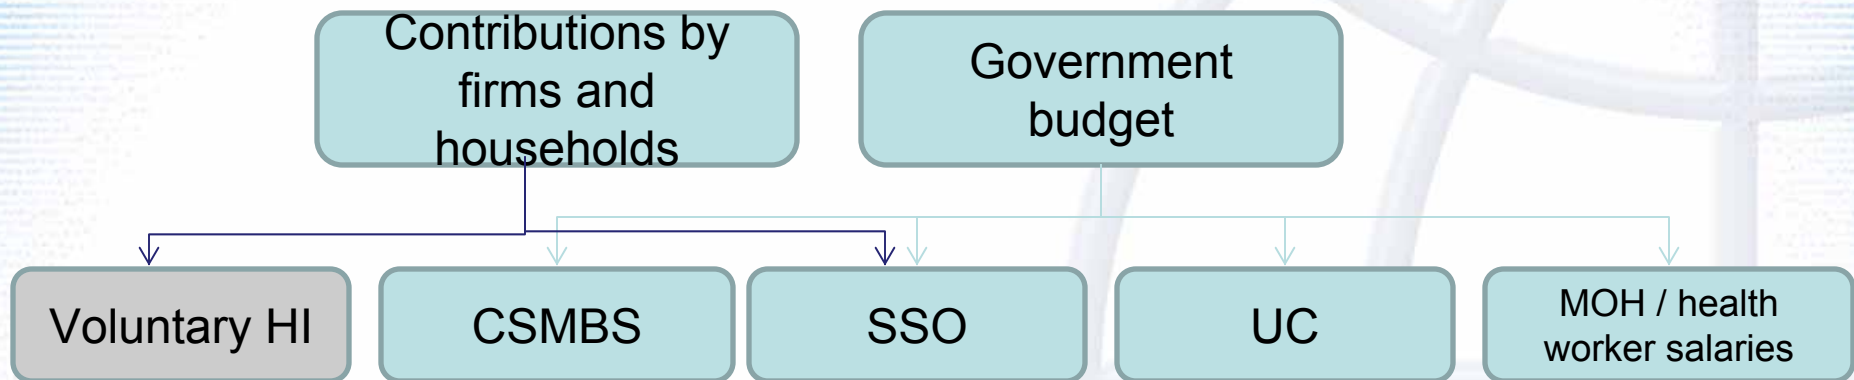 Contributions by
firms and
households
Government
budget
Voluntary HI
CSMBS
SSO
UC
MOH / health
worker salaries